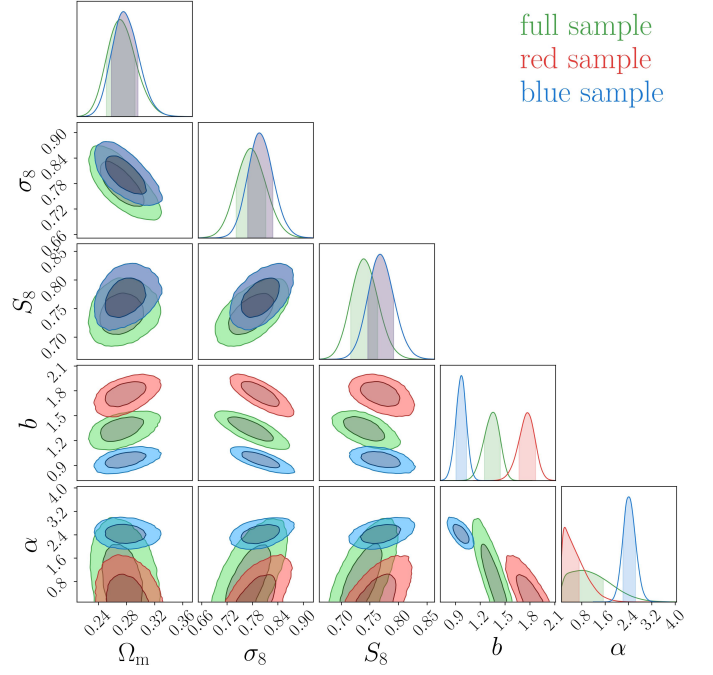 full sample
red sample
blue sample
0.90
0.84
0.78
0.72
0.66
σ8
0.85
0.80
0.75
0.70
S8
2.1
1.8
1.5
1.2
0.9
b
4.0
3.2
2.4
1.6
0.8
α
0.24 0.28 0.32 0.36
0.66 0.72 0.78 0.84 0.90
0.70 0.75 0.80 0.85
0.9 1.2 1.5 1.8 2.1
0.8 1.6 2.4 3.2 4.0
Ωm σ8 S8 b α